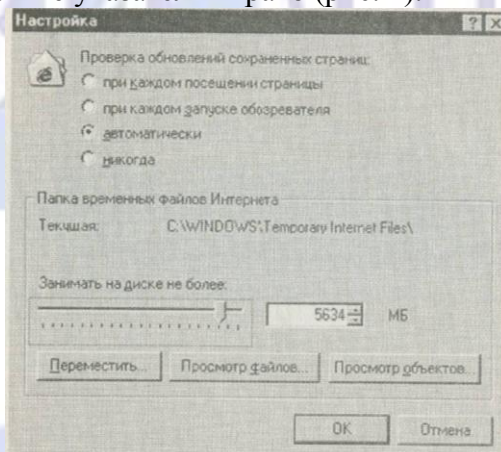 Настройка
Проверка обновлений сохраненных страниц:
при каждом посещении страницы
при каждом запуске обозревателя
автоматически
никогда
Папка временных файлов Интернета
Текущая: C:\WINDOWS\Temporary Internet Files\
Занимать на диске не более:
5634 МБ
Переместить... Просмотр файлов... Просмотр объектов...
OK Отмена